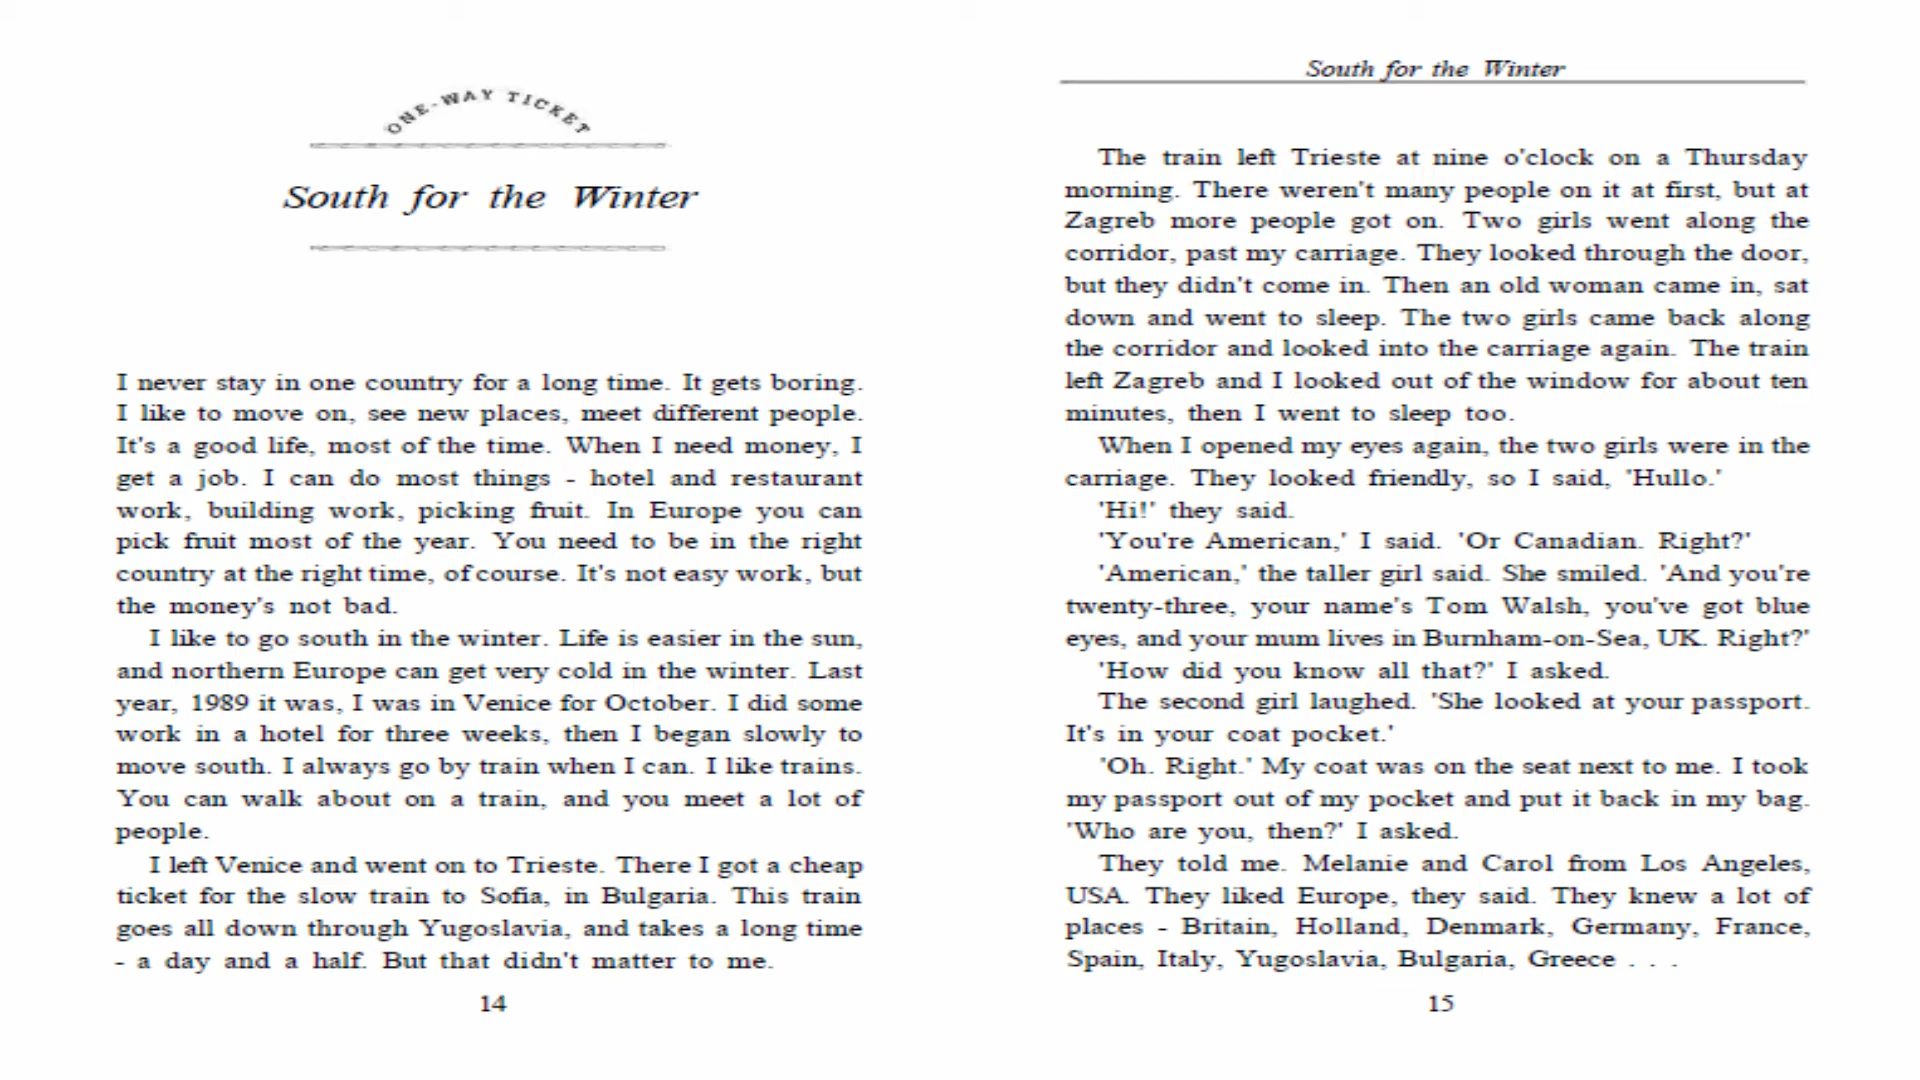 ONE-WAY TICKET
South for the Winter
I never stay in one country for a long time. It gets boring.
I like to move on, see new places, meet different people.
It's a good life, most of the time. When I need money, I
get a job. I can do most things - hotel and restaurant
work, building work, picking fruit. In Europe you can
pick fruit most of the year. You need to be in the right
country at the right time, of course. It's not easy work, but
the money's not bad.
I like to go south in the winter. Life is easier in the sun,
and northern Europe can get very cold in the winter. Last
year, 1989 it was, I was in Venice for October. I did some
work in a hotel for three weeks, then I began slowly to
move south. I always go by train when I can. I like trains.
You can walk about on a train, and you meet a lot of
people.
I left Venice and went on to Trieste. There I got a cheap
ticket for the slow train to Sofia, in Bulgaria. This train
goes all down through Yugoslavia, and takes a long time
- a day and a half. But that didn't matter to me.
14
South for the Winter
The train left Trieste at nine o'clock on a Thursday
morning. There weren't many people on it at first, but at
Zagreb more people got on. Two girls went along the
corridor, past my carriage. They looked through the door,
but they didn't come in. Then an old woman came in, sat
down and went to sleep. The two girls came back along
the corridor and looked into the carriage again. The train
left Zagreb and I looked out of the window for about ten
minutes, then I went to sleep too.
When I opened my eyes again, the two girls were in the
carriage. They looked friendly, so I said, 'Hullo.'
'Hi!' they said.
'You're American,' I said. 'Or Canadian. Right?'
'American,' the taller girl said. She smiled. 'And you're
twenty-three, your name's Tom Walsh, you've got blue
eyes, and your mum lives in Burnham-on-Sea, UK. Right?'
'How did you know all that?' I asked.
The second girl laughed. 'She looked at your passport.
It's in your coat pocket.'
'Oh. Right.' My coat was on the seat next to me. I took
my passport out of my pocket and put it back in my bag.
'Who are you, then?' I asked.
They told me. Melanie and Carol from Los Angeles,
USA. They liked Europe, they said. They knew a lot of
places - Britain, Holland, Denmark, Germany, France,
Spain, Italy, Yugoslavia, Bulgaria, Greece . . .
15